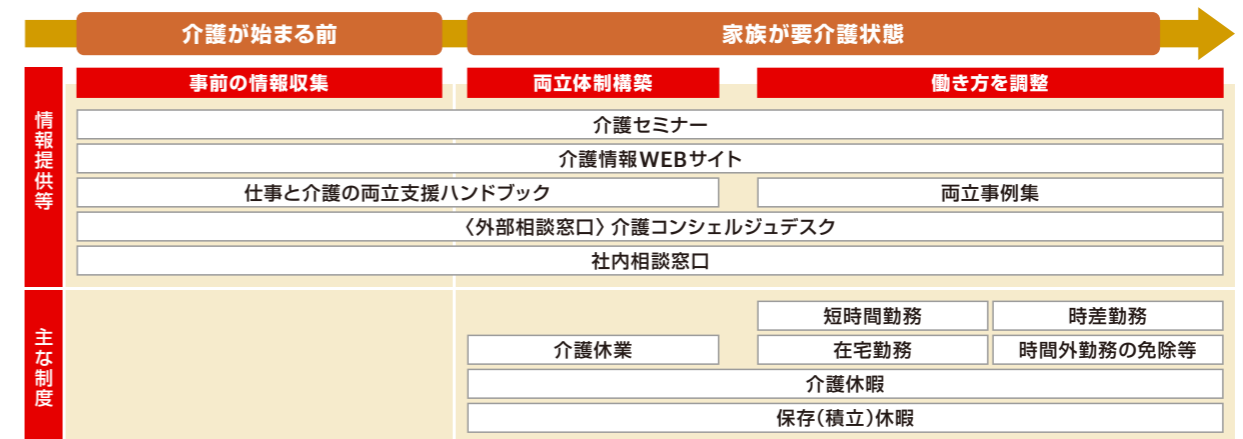 介護が始まる前
家族が要介護状態
事前の情報収集
両立体制構築
働き方を調整
情報提供等
介護セミナー
介護情報WEBサイト
仕事と介護の両立支援ハンドブック
両立事例集
〈外部相談窓口〉介護コンシェルジュデスク
社内相談窓口
主な制度
短時間勤務
時差勤務
介護休業
在宅勤務
時間外勤務の免除等
介護休暇
保存(積立)休暇